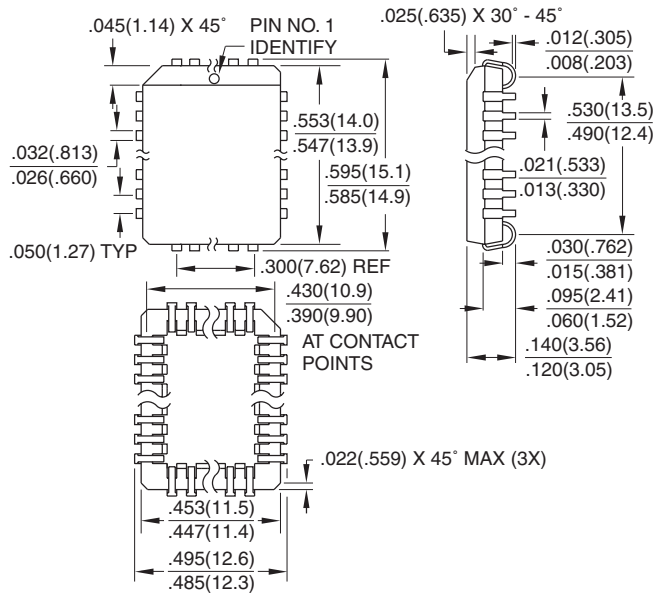 .045(1.14) X 45˚
PIN NO. 1
IDENTIFY
.025(.635) X 30˚ - 45˚
.012(.305)
.008(.203)
.553(14.0)
.547(13.9)
.530(13.5)
.490(12.4)
.032(.813)
.026(.660)
.595(15.1)
.585(14.9)
.021(.533)
.013(.330)
.050(1.27) TYP
.300(7.62) REF
.030(.762)
.015(.381)
.430(10.9)
.390(9.90)
AT CONTACT
POINTS
.095(2.41)
.060(1.52)
.140(3.56)
.120(3.05)
.022(.559) X 45˚ MAX (3X)
.453(11.5)
.447(11.4)
.495(12.6)
.485(12.3)